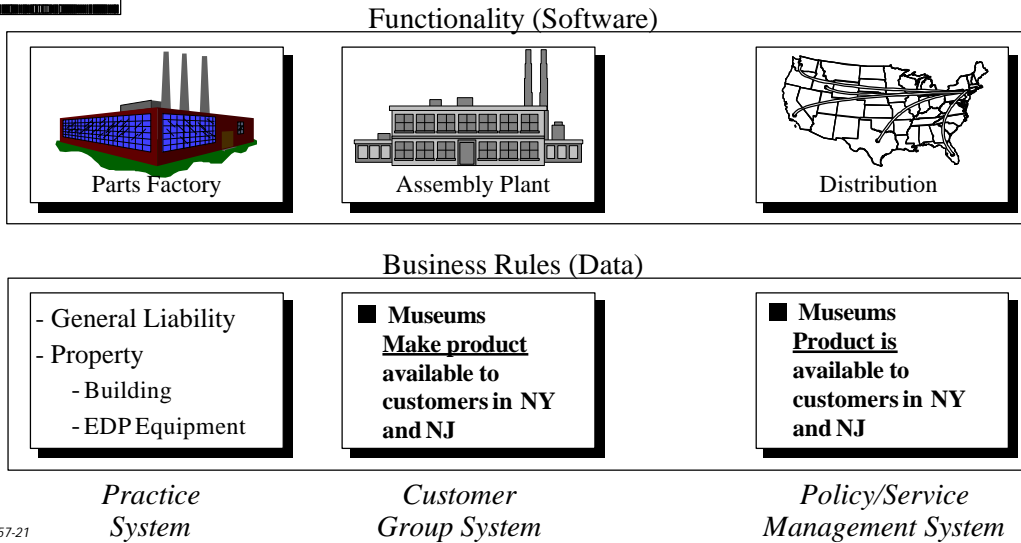 Functionality (Software)
Parts Factory
Assembly Plant
Distribution
Business Rules (Data)
- General Liability
- Property
- Building
- EDP Equipment
■ Museums
Make product
available to
customers in NY
and NJ
■ Museums
Product is
available to
customers in NY
and NJ
Practice
System
Customer
Group System
Policy/Service
Management System
57-21